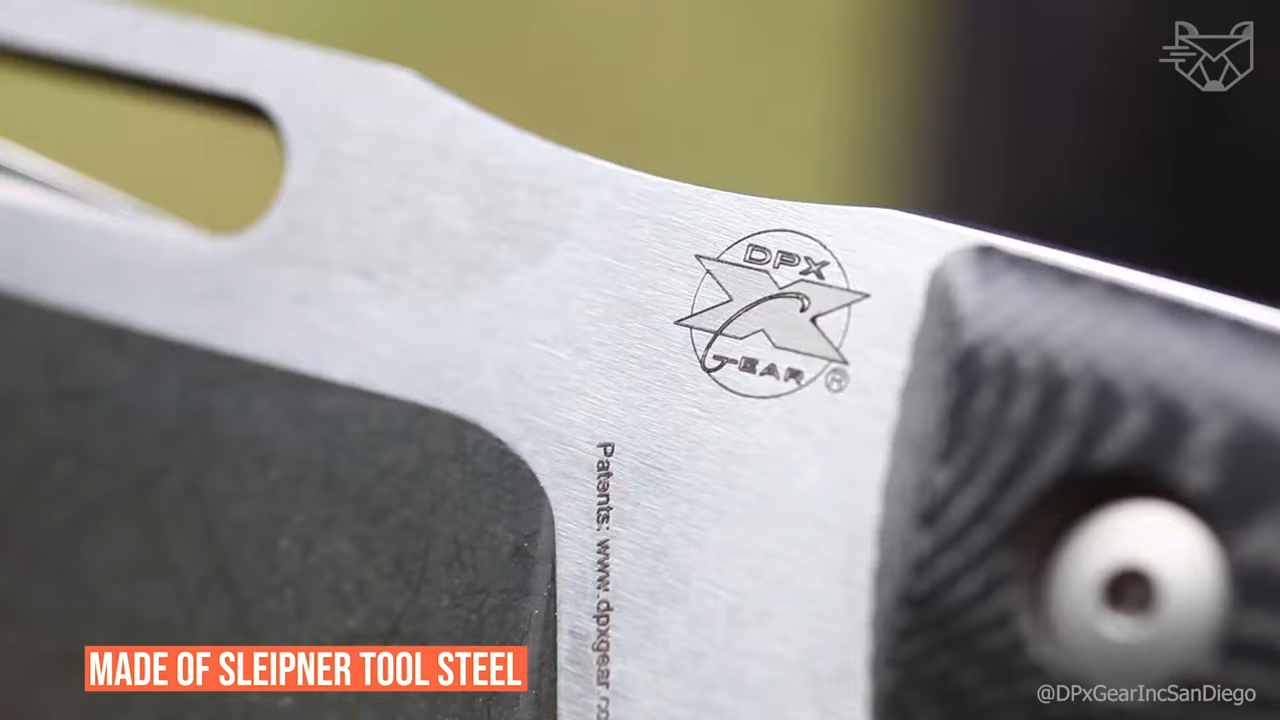 DPX
GEAR ®
Patents: www.dpxgear.co
MADE OF SLEIPNER TOOL STEEL
@DPxGearIncSanDiego